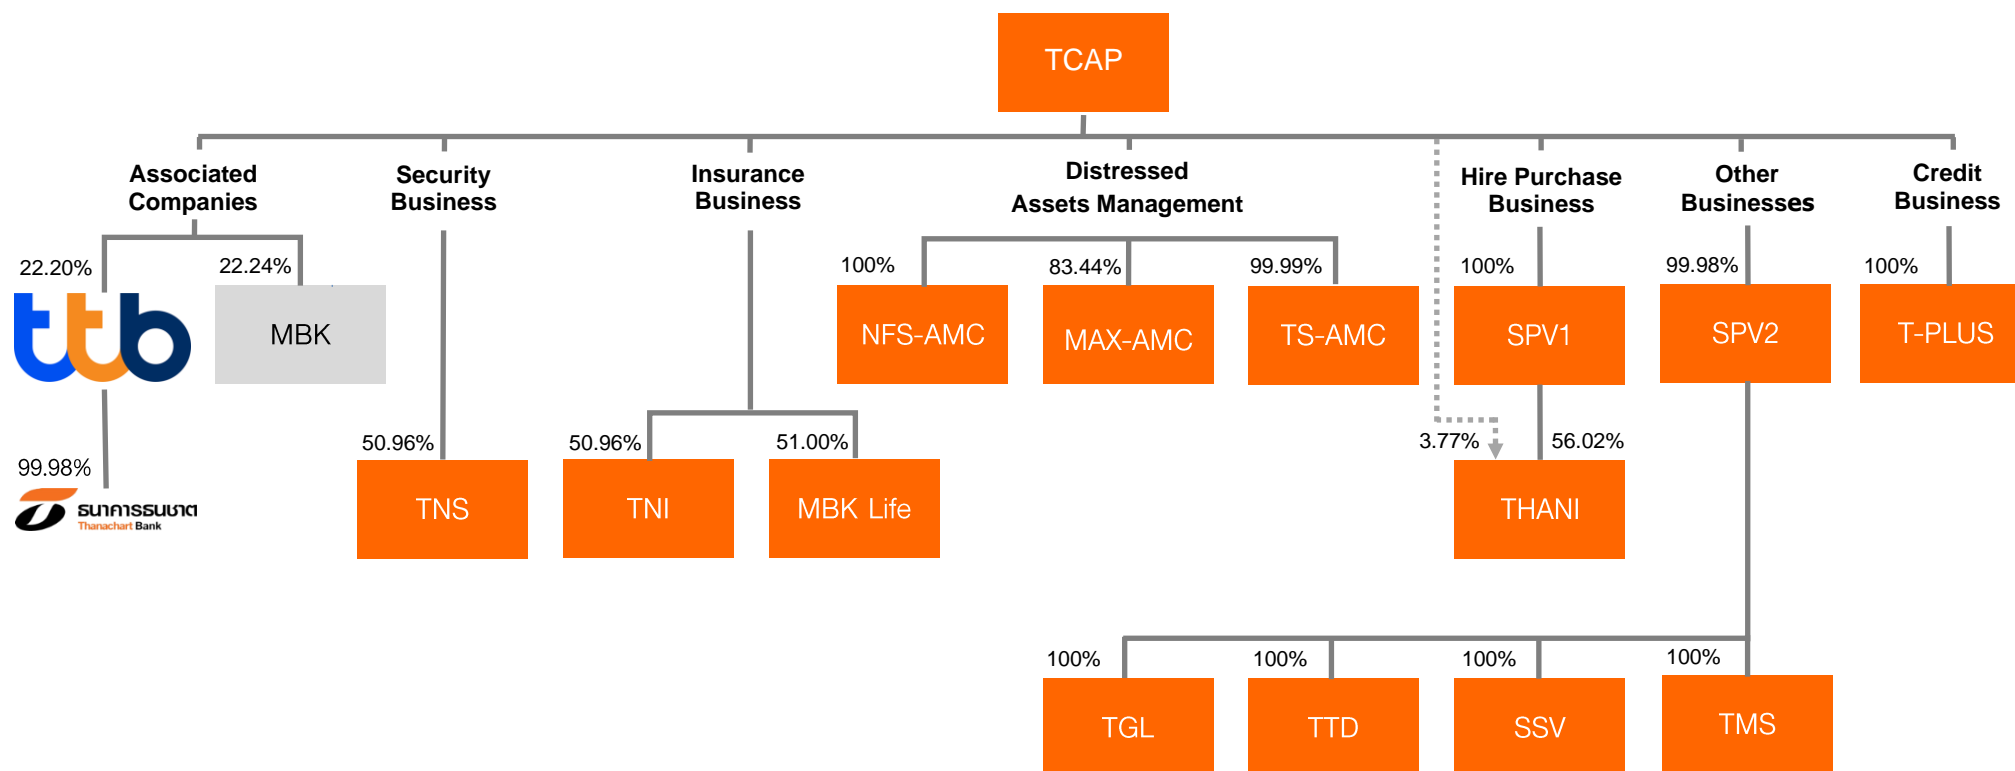 TCAP
Associated
Companies
Security
Business
Insurance
Business
Distressed
Assets Management
Hire Purchase
Business
Other
Businesses
Credit
Business
22.20%
22.24%
100%
83.44%
99.99%
100%
99.98%
100%
ttb
MBK
NFS-AMC
MAX-AMC
TS-AMC
SPV1
SPV2
T-PLUS
99.98%
50.96%
50.96%
51.00%
3.77%
56.02%
ธนาคารธนชาต
Thanachart Bank
TNS
TNI
MBK Life
THANI
100%
100%
100%
100%
TGL
TTD
SSV
TMS